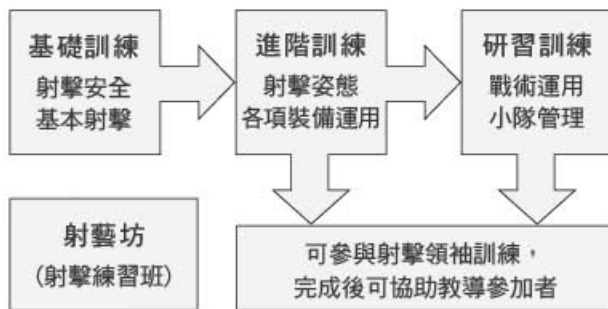 基礎訓練
射擊安全
基本射擊
進階訓練
射擊姿態
各項裝備運用
研習訓練
戰術運用
小隊管理
射藝坊
(射擊練習班)
可參與射擊領袖訓練，
完成後可協助教導參加者